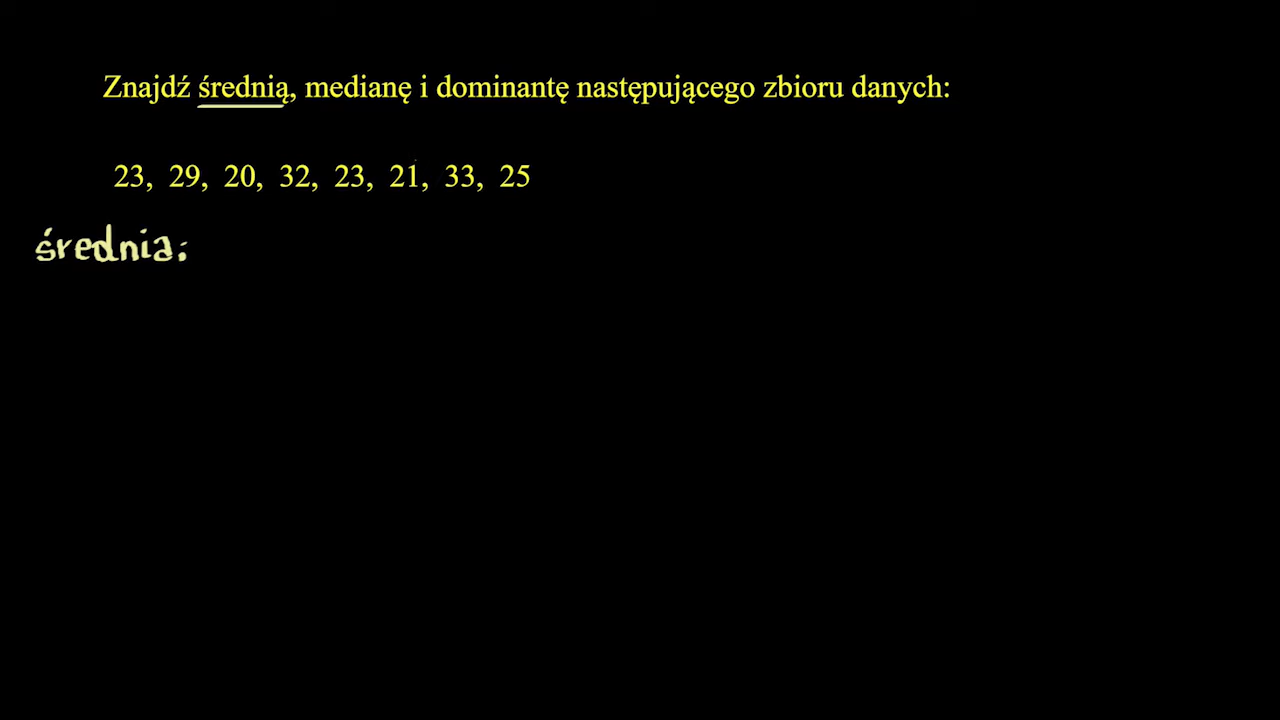 Znajdź średnią, medianę i dominantę następującego zbioru danych:
23, 29, 20, 32, 23, 21, 33, 25
średnia: